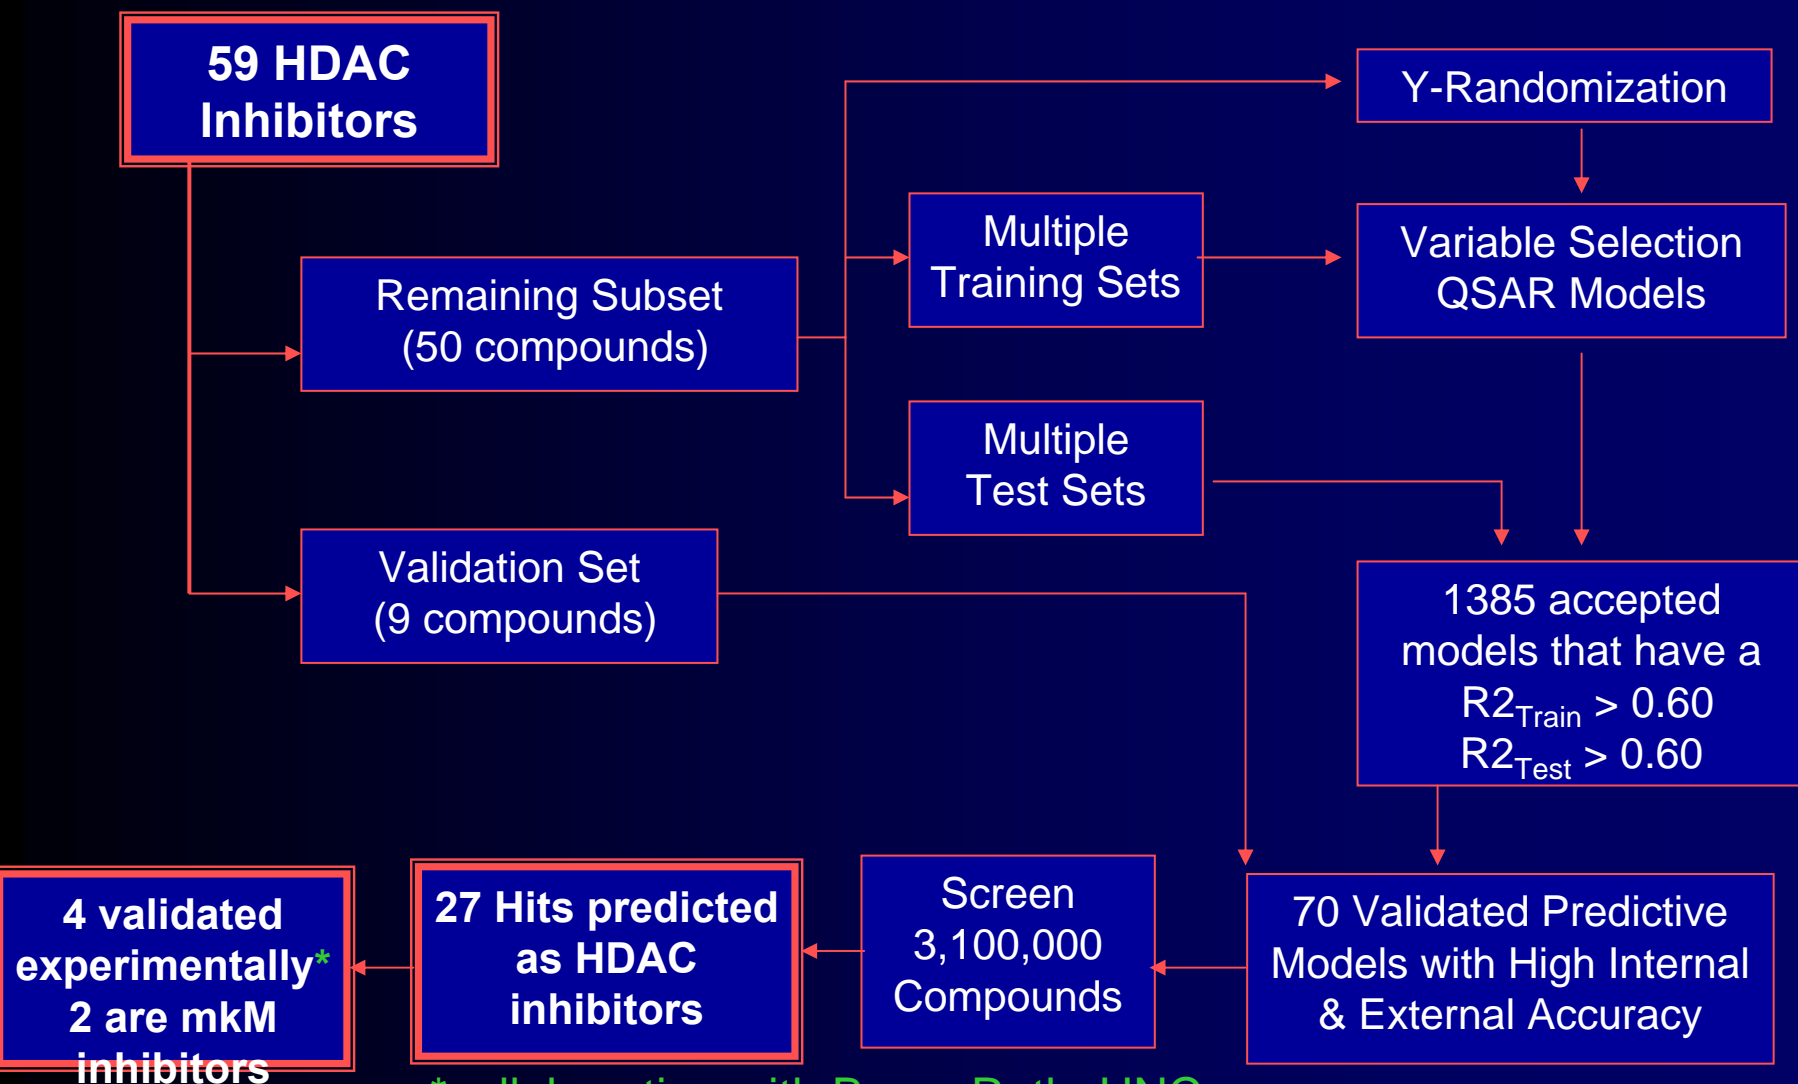 59 HDAC
Inhibitors
Y-Randomization
Multiple
Training Sets
Variable Selection
QSAR Models
Remaining Subset
(50 compounds)
Multiple
Test Sets
Validation Set
(9 compounds)
1385 accepted
models that have a
R2Train > 0.60
R2Test > 0.60
70 Validated Predictive
Models with High Internal
& External Accuracy
Screen
3,100,000
Compounds
27 Hits predicted
as HDAC
inhibitors
4 validated
experimentally*
2 are mkM
inhibitors